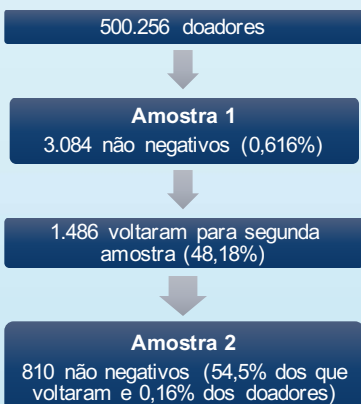 500.256 doadores
Amostra 1
3.084 não negativos (0,616%)
1.486 voltaram para segunda
amostra (48,18%)
Amostra 2
810 não negativos (54,5% dos que
voltaram e 0,16% dos doadores)